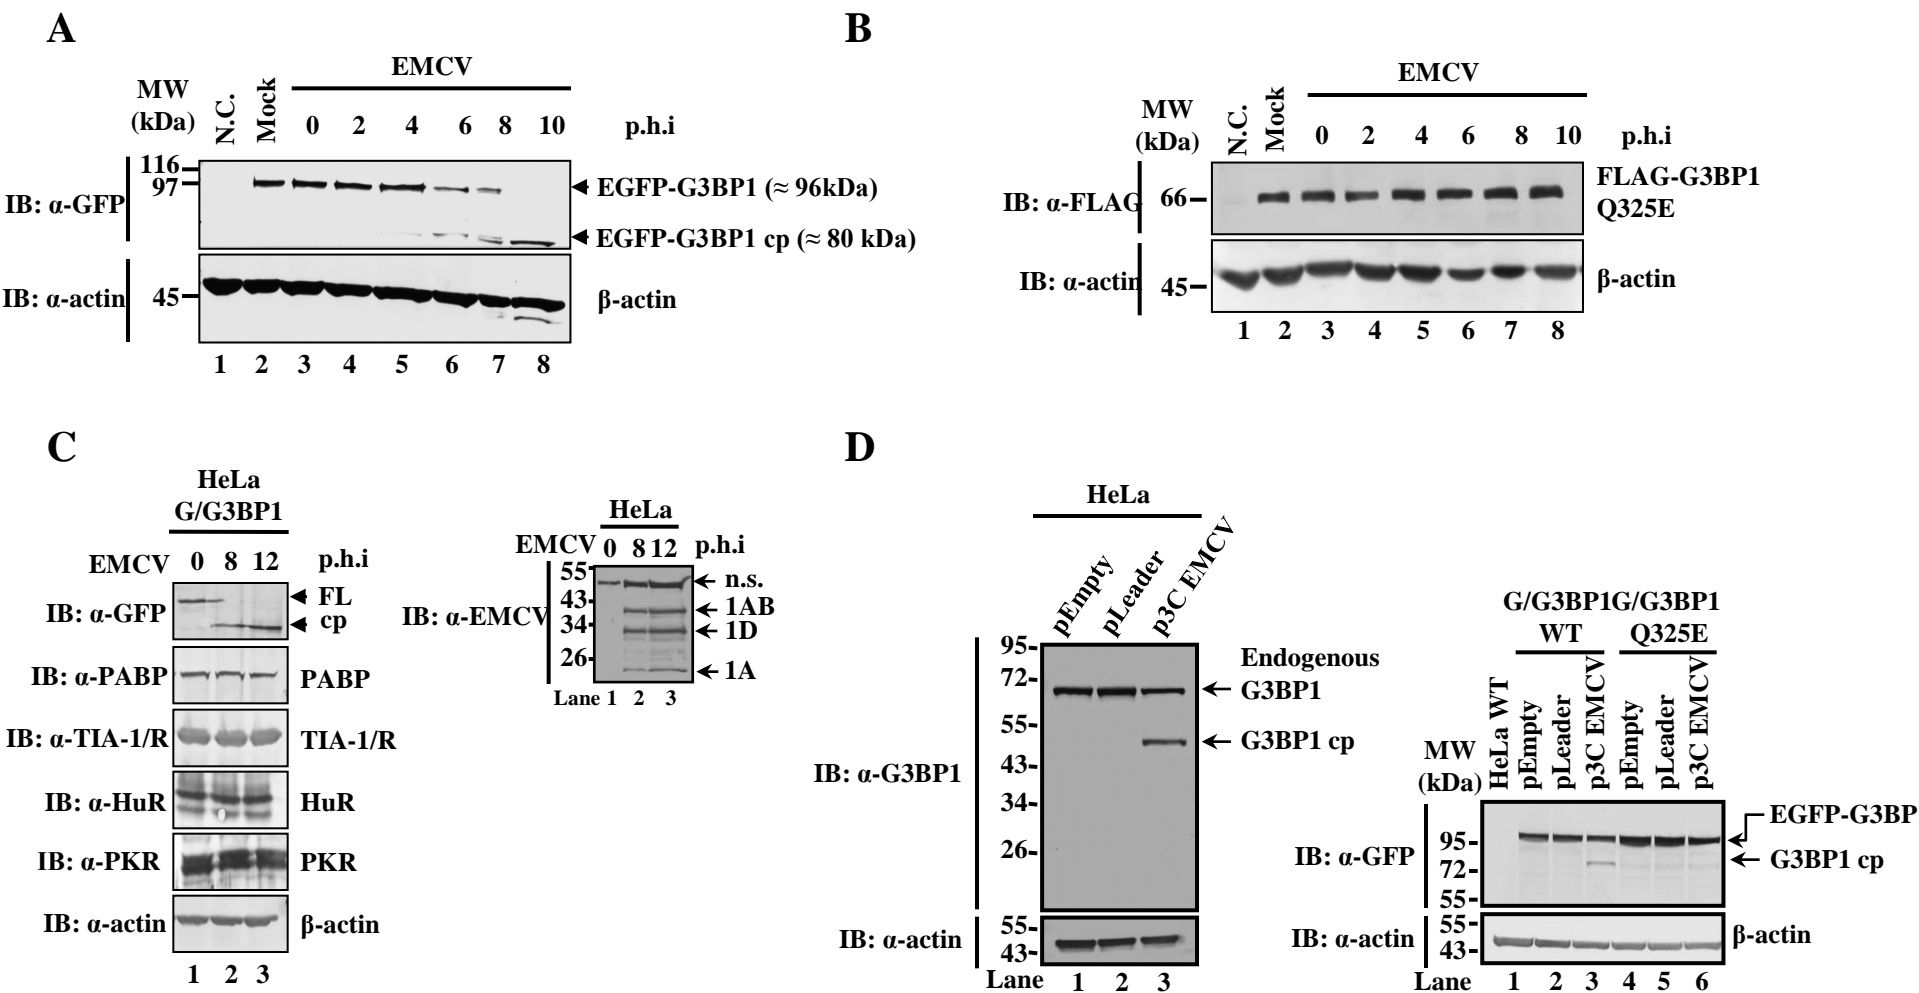 A
EMCV
MW
(kDa)
N.C.
Mock
0 2 4 6 8 10 p.h.i
116
97
IB: α-GFP
EGFP-G3BP1 (≈ 96kDa)
EGFP-G3BP1 cp (≈ 80 kDa)
IB: α-actin
45
β-actin
1 2 3 4 5 6 7 8
B
EMCV
MW
(kDa)
N.C.
Mock
0 2 4 6 8 10 p.h.i
IB: α-FLAG
66
FLAG-G3BP1
Q325E
IB: α-actin
45
β-actin
1 2 3 4 5 6 7 8
C
HeLa
G/G3BP1
EMCV 0 8 12 p.h.i
IB: α-GFP
FL
cp
IB: α-PABP PABP
IB: α-TIA-1/R TIA-1/R
IB: α-HuR HuR
IB: α-PKR PKR
IB: α-actin β-actin
1 2 3
HeLa
EMCV 0 8 12 p.h.i
IB: α-EMCV
55
43
34
26
n.s.
1AB
1D
1A
Lane 1 2 3
D
HeLa
pEmpty
pLeader
p3C EMCV
IB: α-G3BP1
95
72
55
43
34
26
Endogenous
G3BP1
G3BP1 cp
IB: α-actin
55
43
Lane 1 2 3
G/G3BP1 G/G3BP1
WT Q325E
MW
(kDa)
HeLa WT
pEmpty
pLeader
p3C EMCV
pEmpty
pLeader
p3C EMCV
IB: α-GFP
95
72
55
EGFP-G3BP
G3BP1 cp
IB: α-actin
55
43
β-actin
Lane 1 2 3 4 5 6